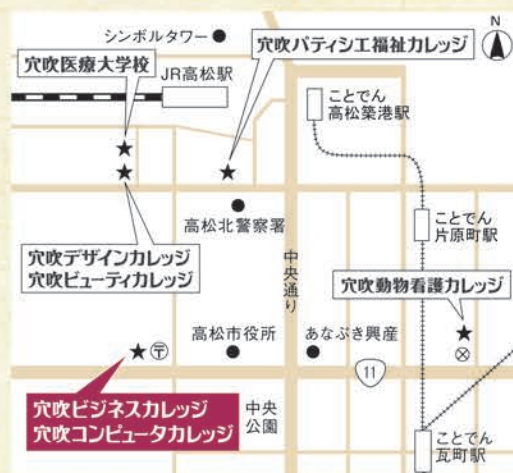 シンボルタワー
穴吹パティシエ福祉カレッジ
N
穴吹医療大学校
JR高松駅
ことでん
高松築港駅
高松北警察署
ことでん
片原町駅
穴吹デザインカレッジ
穴吹ビューティカレッジ
中央通り
穴吹動物看護カレッジ
高松市役所
あなぶき興産
11
穴吹ビジネスカレッジ
穴吹コンピュータカレッジ
中央
公園
ことでん
瓦町駅